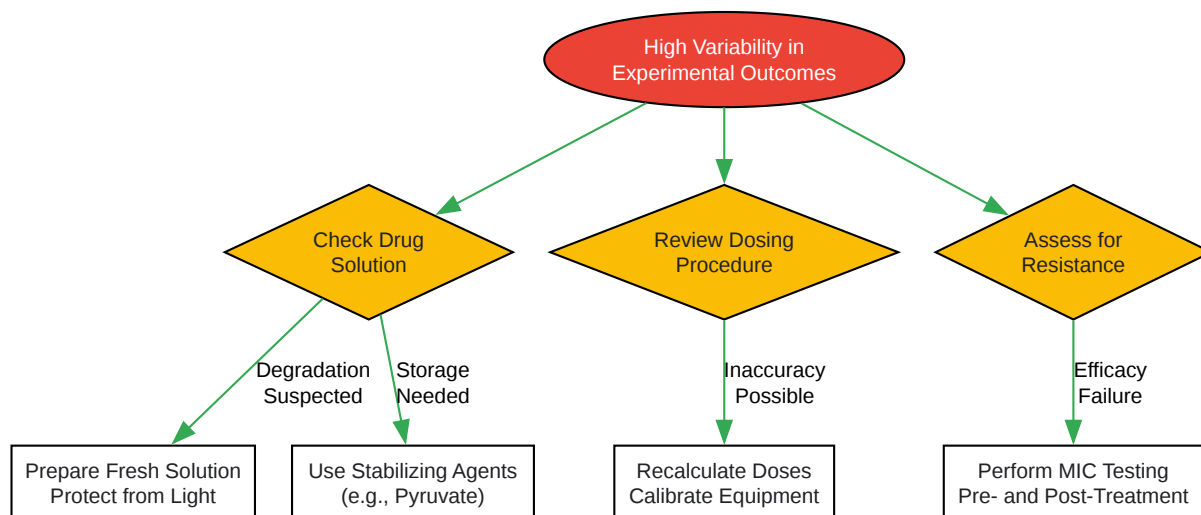 High Variability in
Experimental Outcomes
Check Drug
Solution
Review Dosing
Procedure
Assess for
Resistance
Degradation
Suspected
Storage
Needed
Inaccuracy
Possible
Efficacy
Failure
Prepare Fresh Solution
Protect from Light
Use Stabilizing Agents
(e.g., Pyruvate)
Recalculate Doses
Calibrate Equipment
Perform MIC Testing
Pre- and Post-Treatment